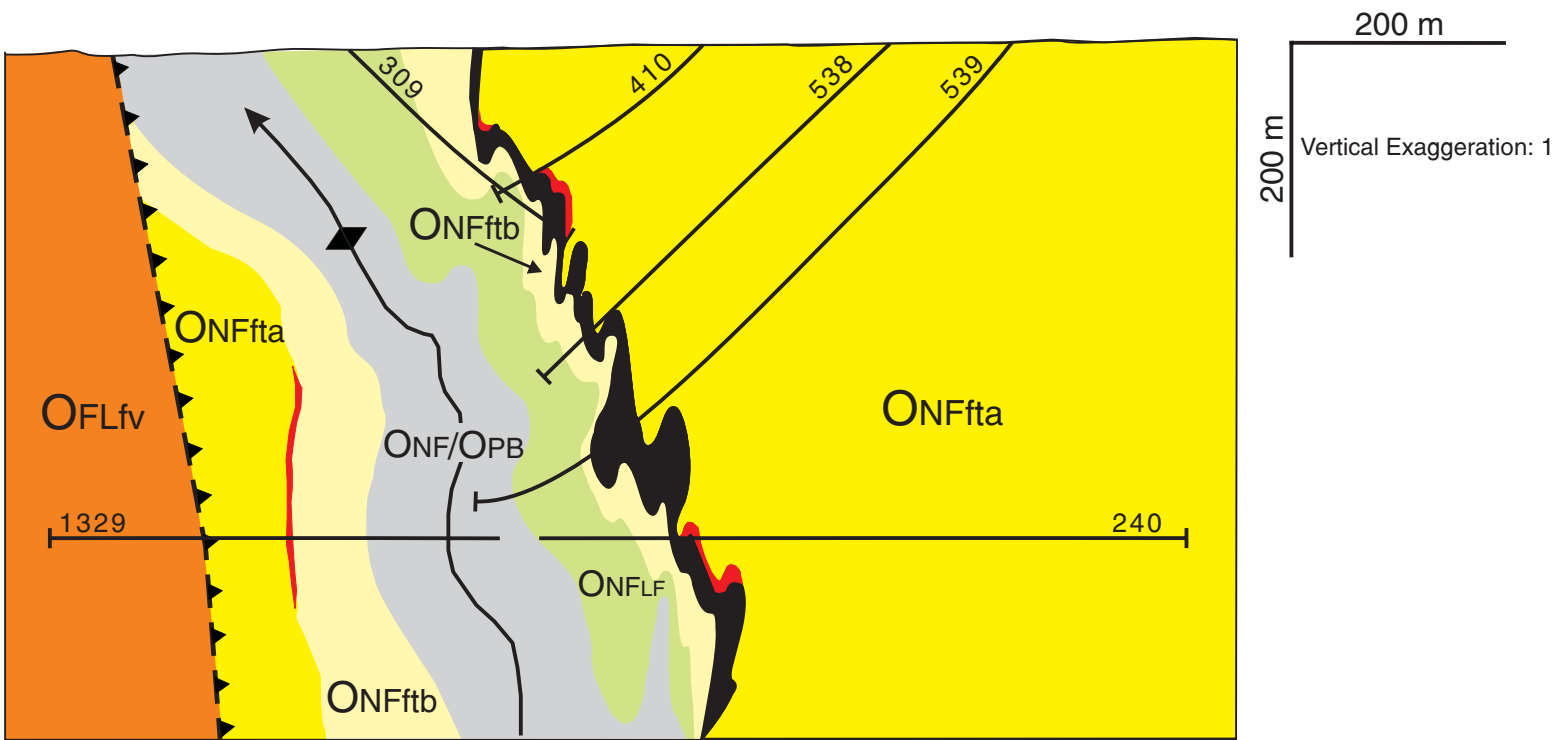 200 m
309
410
538
539
200 m
Vertical Exaggeration: 1
ONFftb
ONFfta
OFLfv
ONFfta
ONF/OPB
1329
240
ONFLF
ONFftb